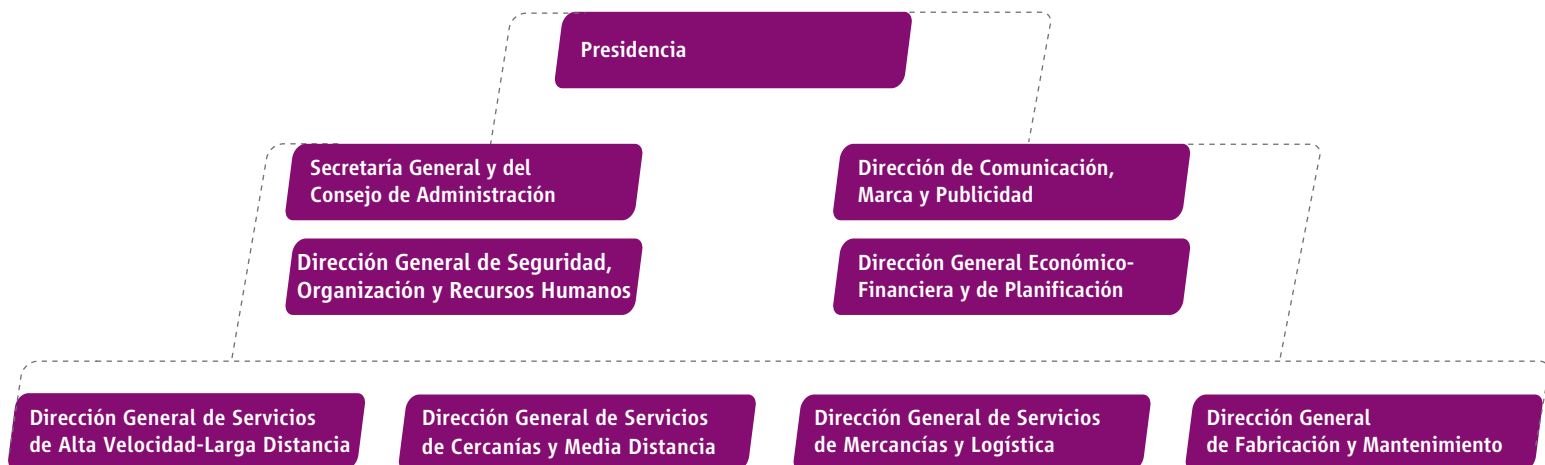 Presidencia
Secretaría General y del
Consejo de Administración
Dirección de Comunicación,
Marca y Publicidad
Dirección General de Seguridad,
Organización y Recursos Humanos
Dirección General Económico-
Financiera y de Planificación
Dirección General de Servicios
de Alta Velocidad-Larga Distancia
Dirección General de Servicios
de Cercanías y Media Distancia
Dirección General de Servicios
de Mercancías y Logística
Dirección General
de Fabricación y Mantenimiento